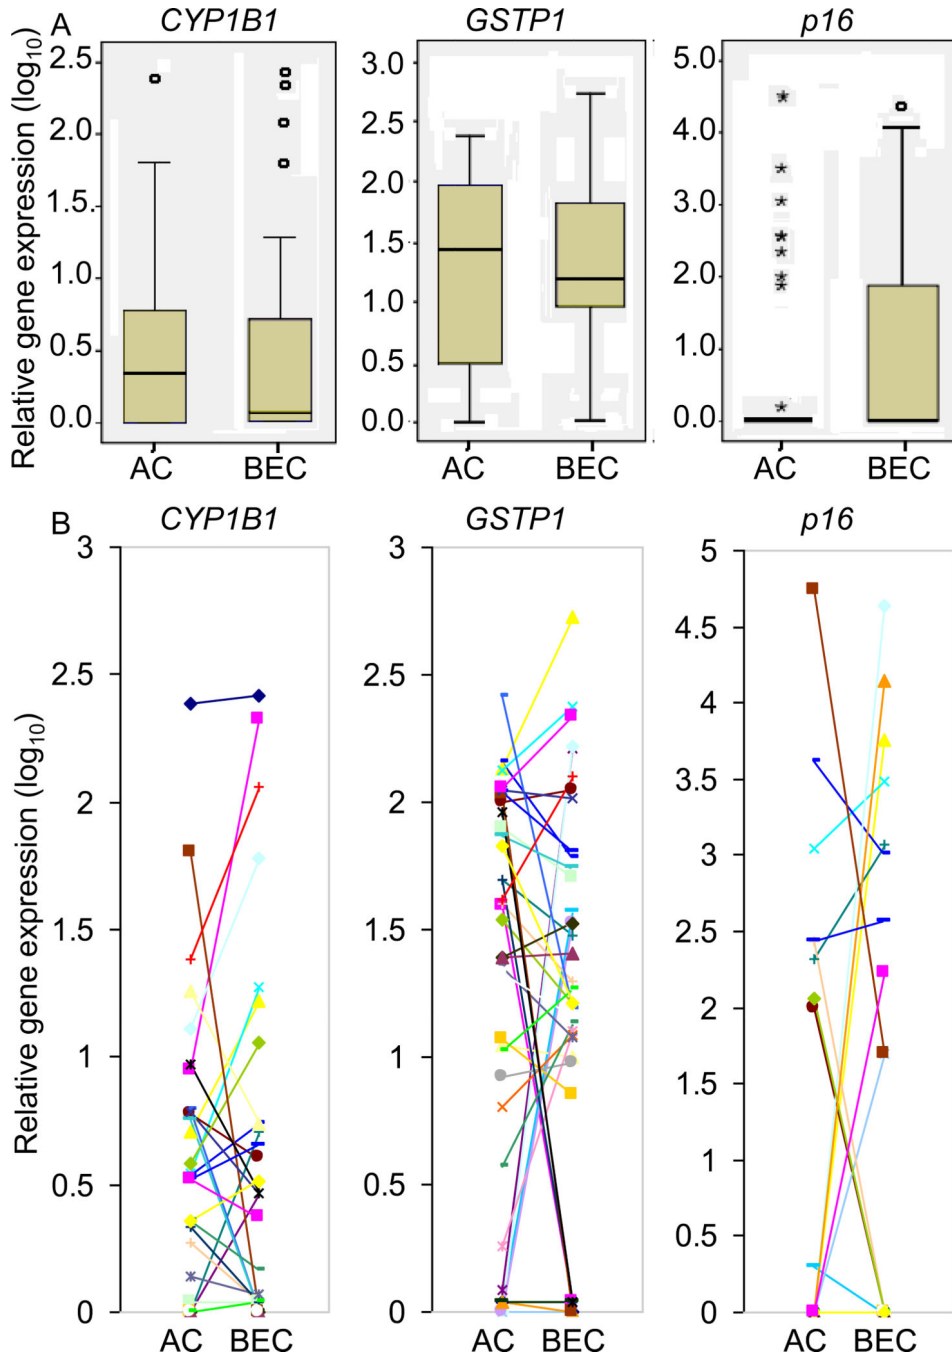 A
CYP1B1 GSTP1 p16
Relative gene expression (log10)
2.5 3.0 5.0
2.0 2.5 4.0
1.5 2.0 3.0
1.0 1.5 2.0
0.5 1.0 1.0
0.0 0.5 0.0
0.0
AC BEC AC BEC AC BEC
B
CYP1B1 GSTP1 p16
Relative gene expression (log10)
3 3 5
2.5 2.5 4.5
2 2 4
1.5 1.5 3.5
1 1 3
0.5 0.5 2.5
0 0 2
1.5
1
0.5
0
AC BEC AC BEC AC BEC